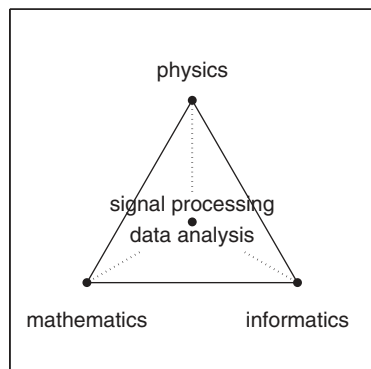 physics
signal processing
data analysis
mathematics
informatics